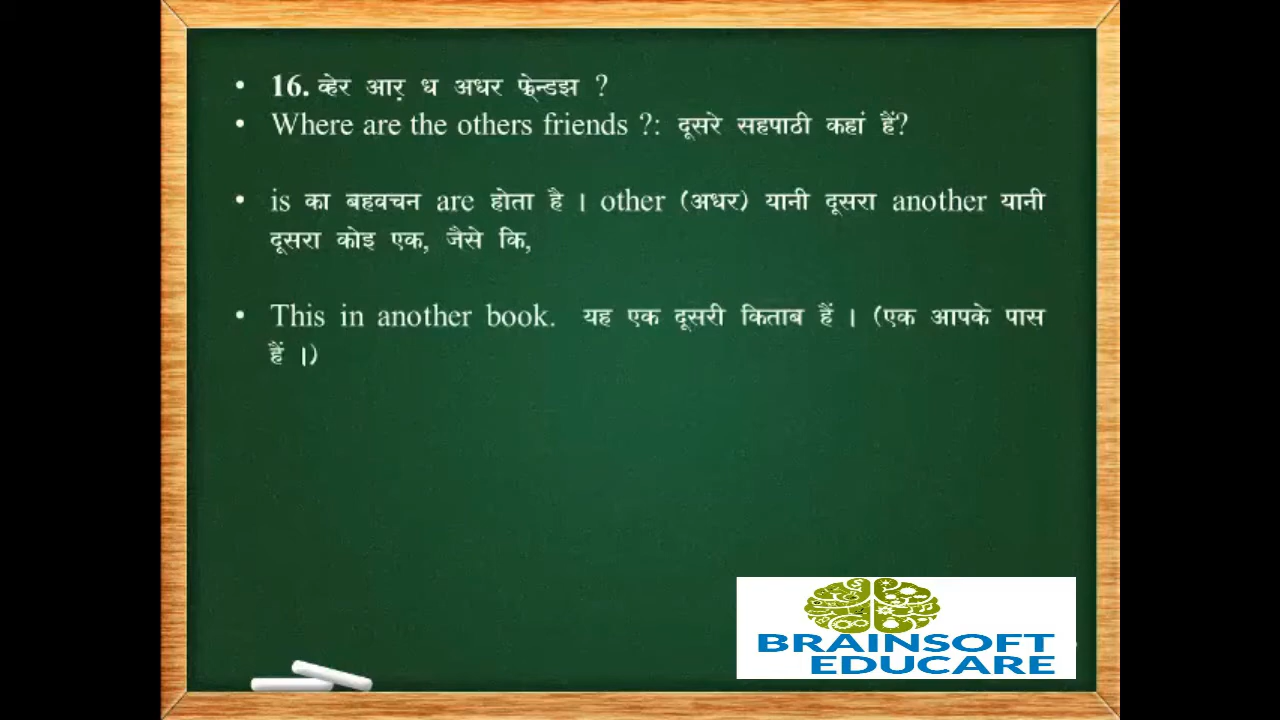 • 16. व्हेर आर् ध अधर फ्रेन्डझ ?
• Where are the others friends ?: दूसरे सहपाठी कहां हैं?
• is का बहवचन are होता है । other (अधर) यानी दूसरा another यानी
दूसरा कोइ एक, जैसे कि,
• This in another book. यह एक दूसरी किताब हैं । (एक आपके पास
हैं ।)
BRAINSOFT
EDUCARE